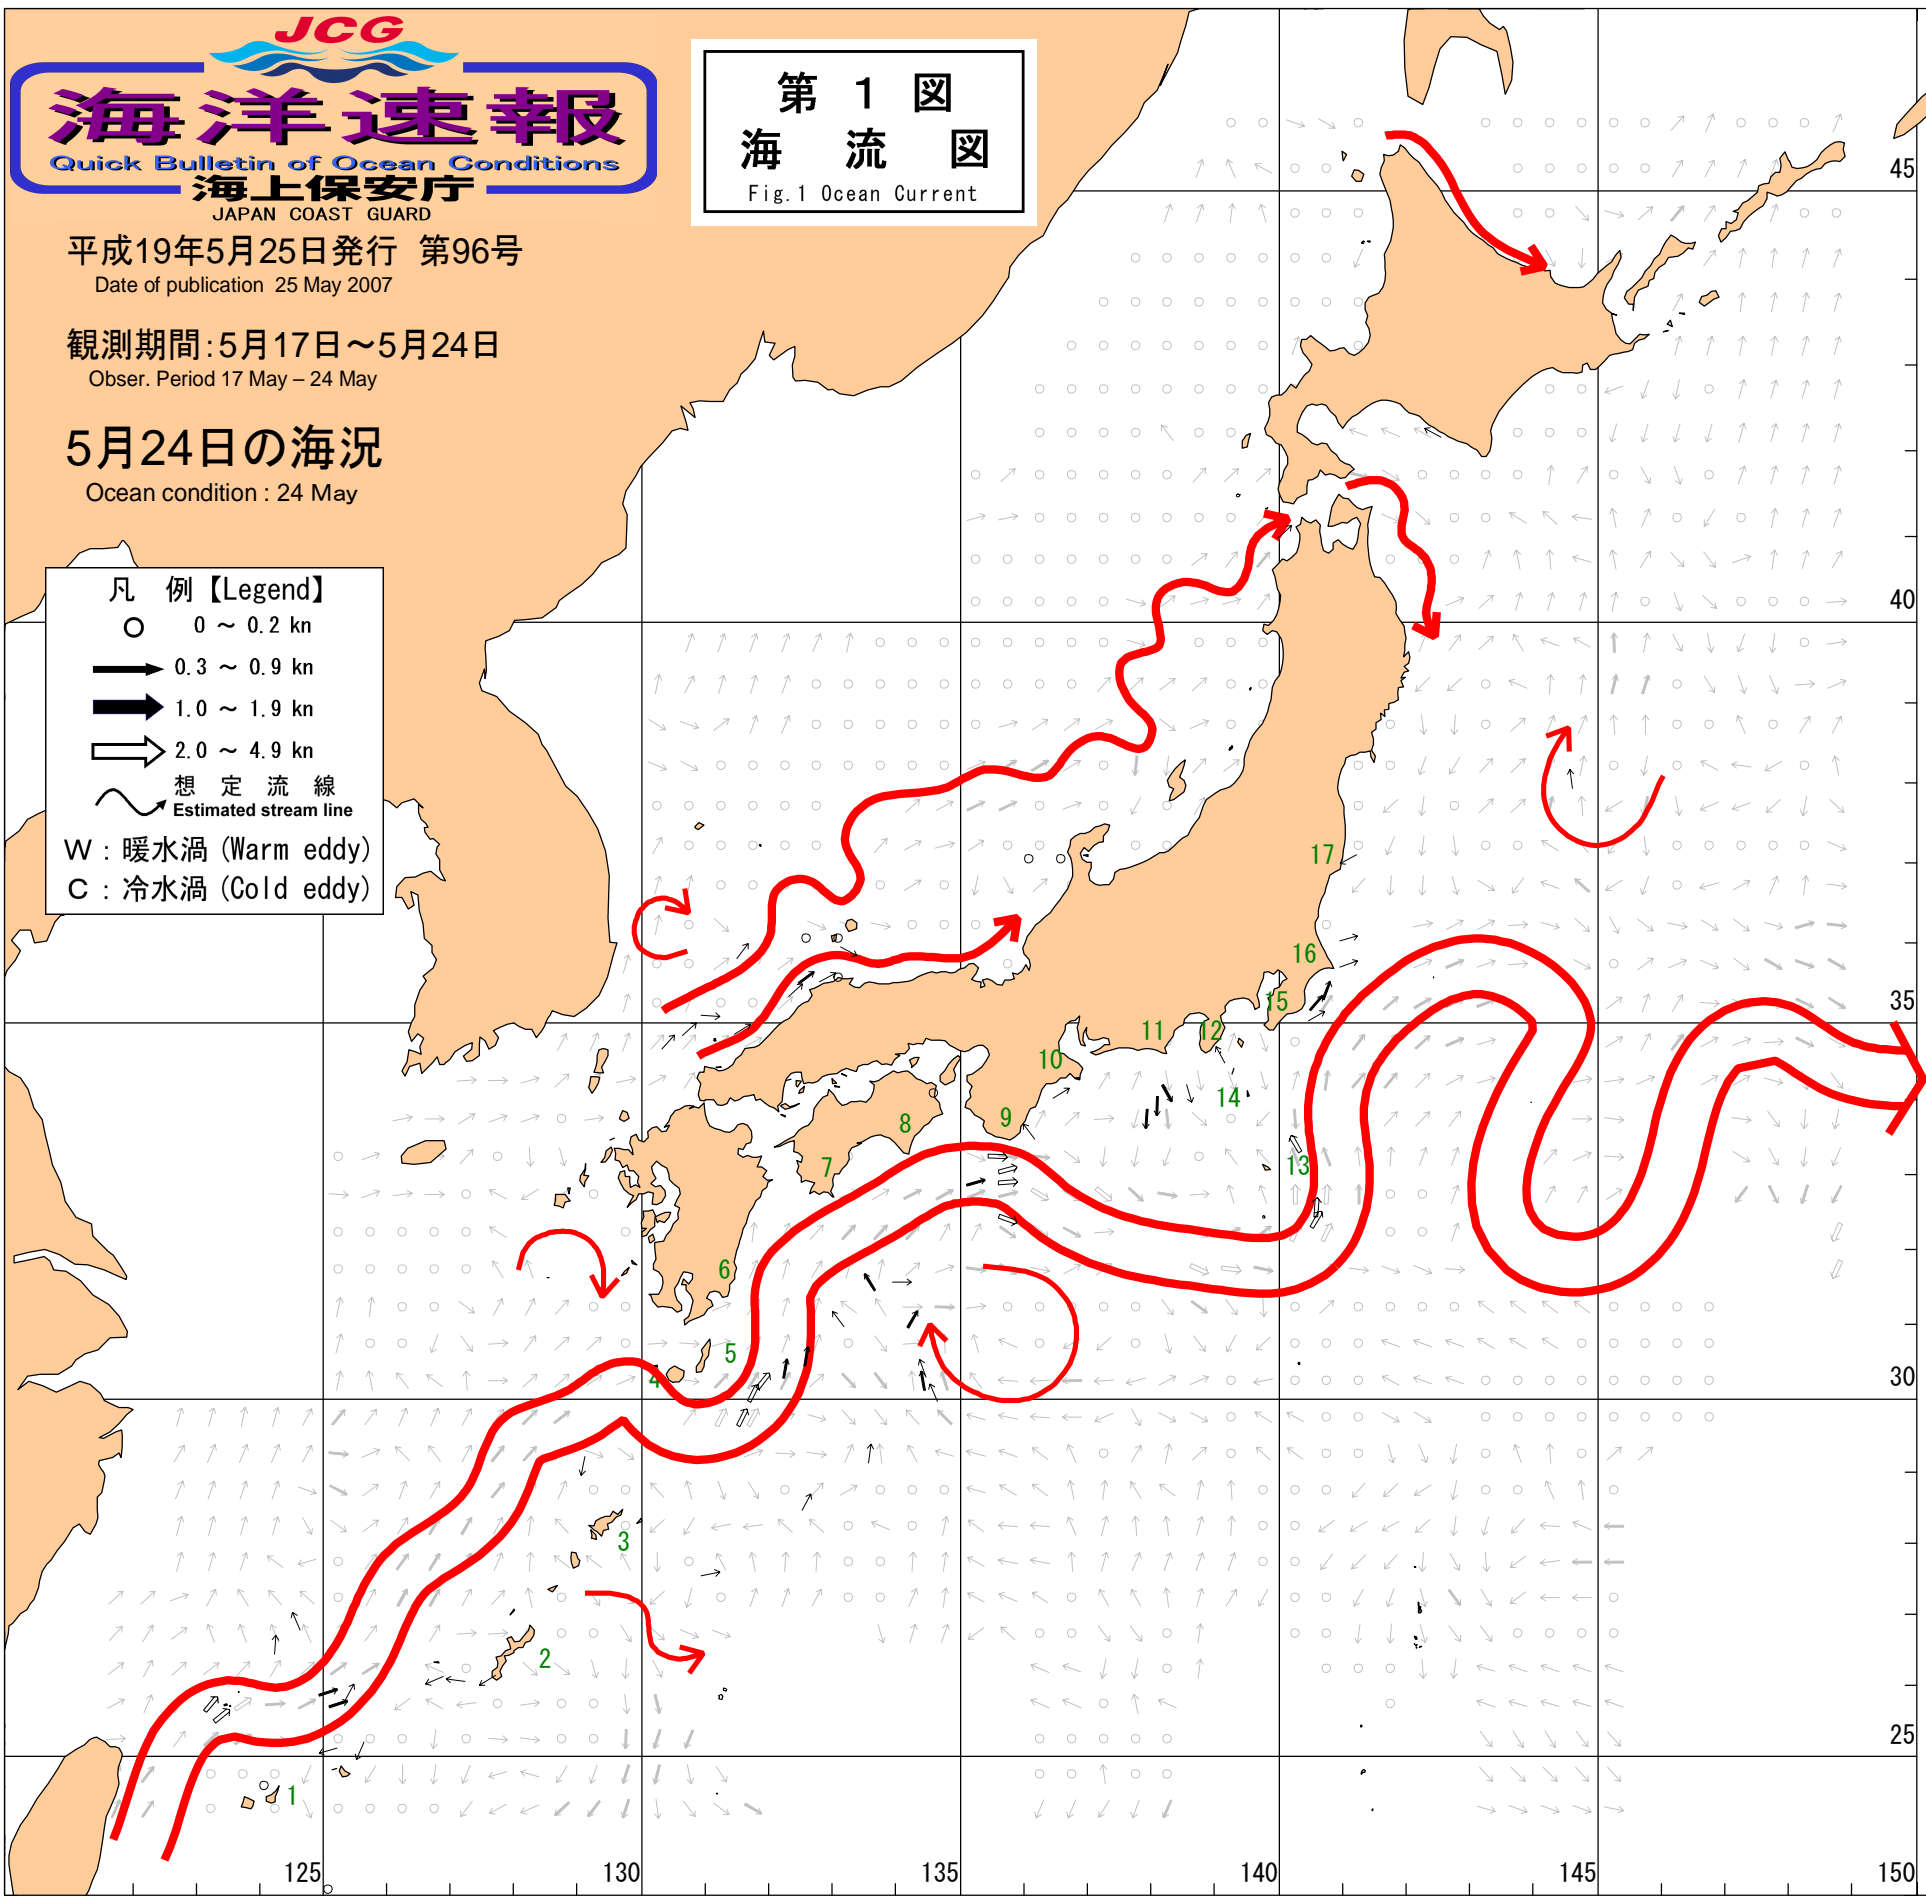 JCG
海洋速報
Quick Bulletin of Ocean Conditions
海上保安庁
JAPAN COAST GUARD
平成19年5月25日発行 第96号
Date of publication 25 May 2007
観測期間:5月17日～5月24日
Obser. Period 17 May – 24 May
5月24日の海況
Ocean condition : 24 May
第 1 図
海 流 図
Fig.1 Ocean Current
凡 例【Legend】
0 ～ 0.2 kn
0.3 ～ 0.9 kn
1.0 ～ 1.9 kn
2.0 ～ 4.9 kn
想 定 流 線
Estimated stream line
W : 暖水渦 (Warm eddy)
C : 冷水渦 (Cold eddy)
45
40
17
16
35
15
12
11
10
14
9
8
13
7
6
5
4
30
3
2
25
1
125
130
135
140
145
150